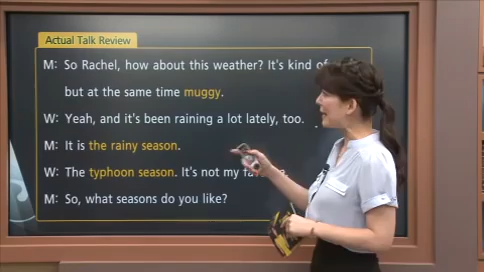 Actual Talk Review
M: So Rachel, how about this weather? It's kind of
but at the same time muggy.
W: Yeah, and it's been raining a lot lately, too.
M: It is the rainy season.
W: The typhoon season. It's not my
M: So, what seasons do you like?